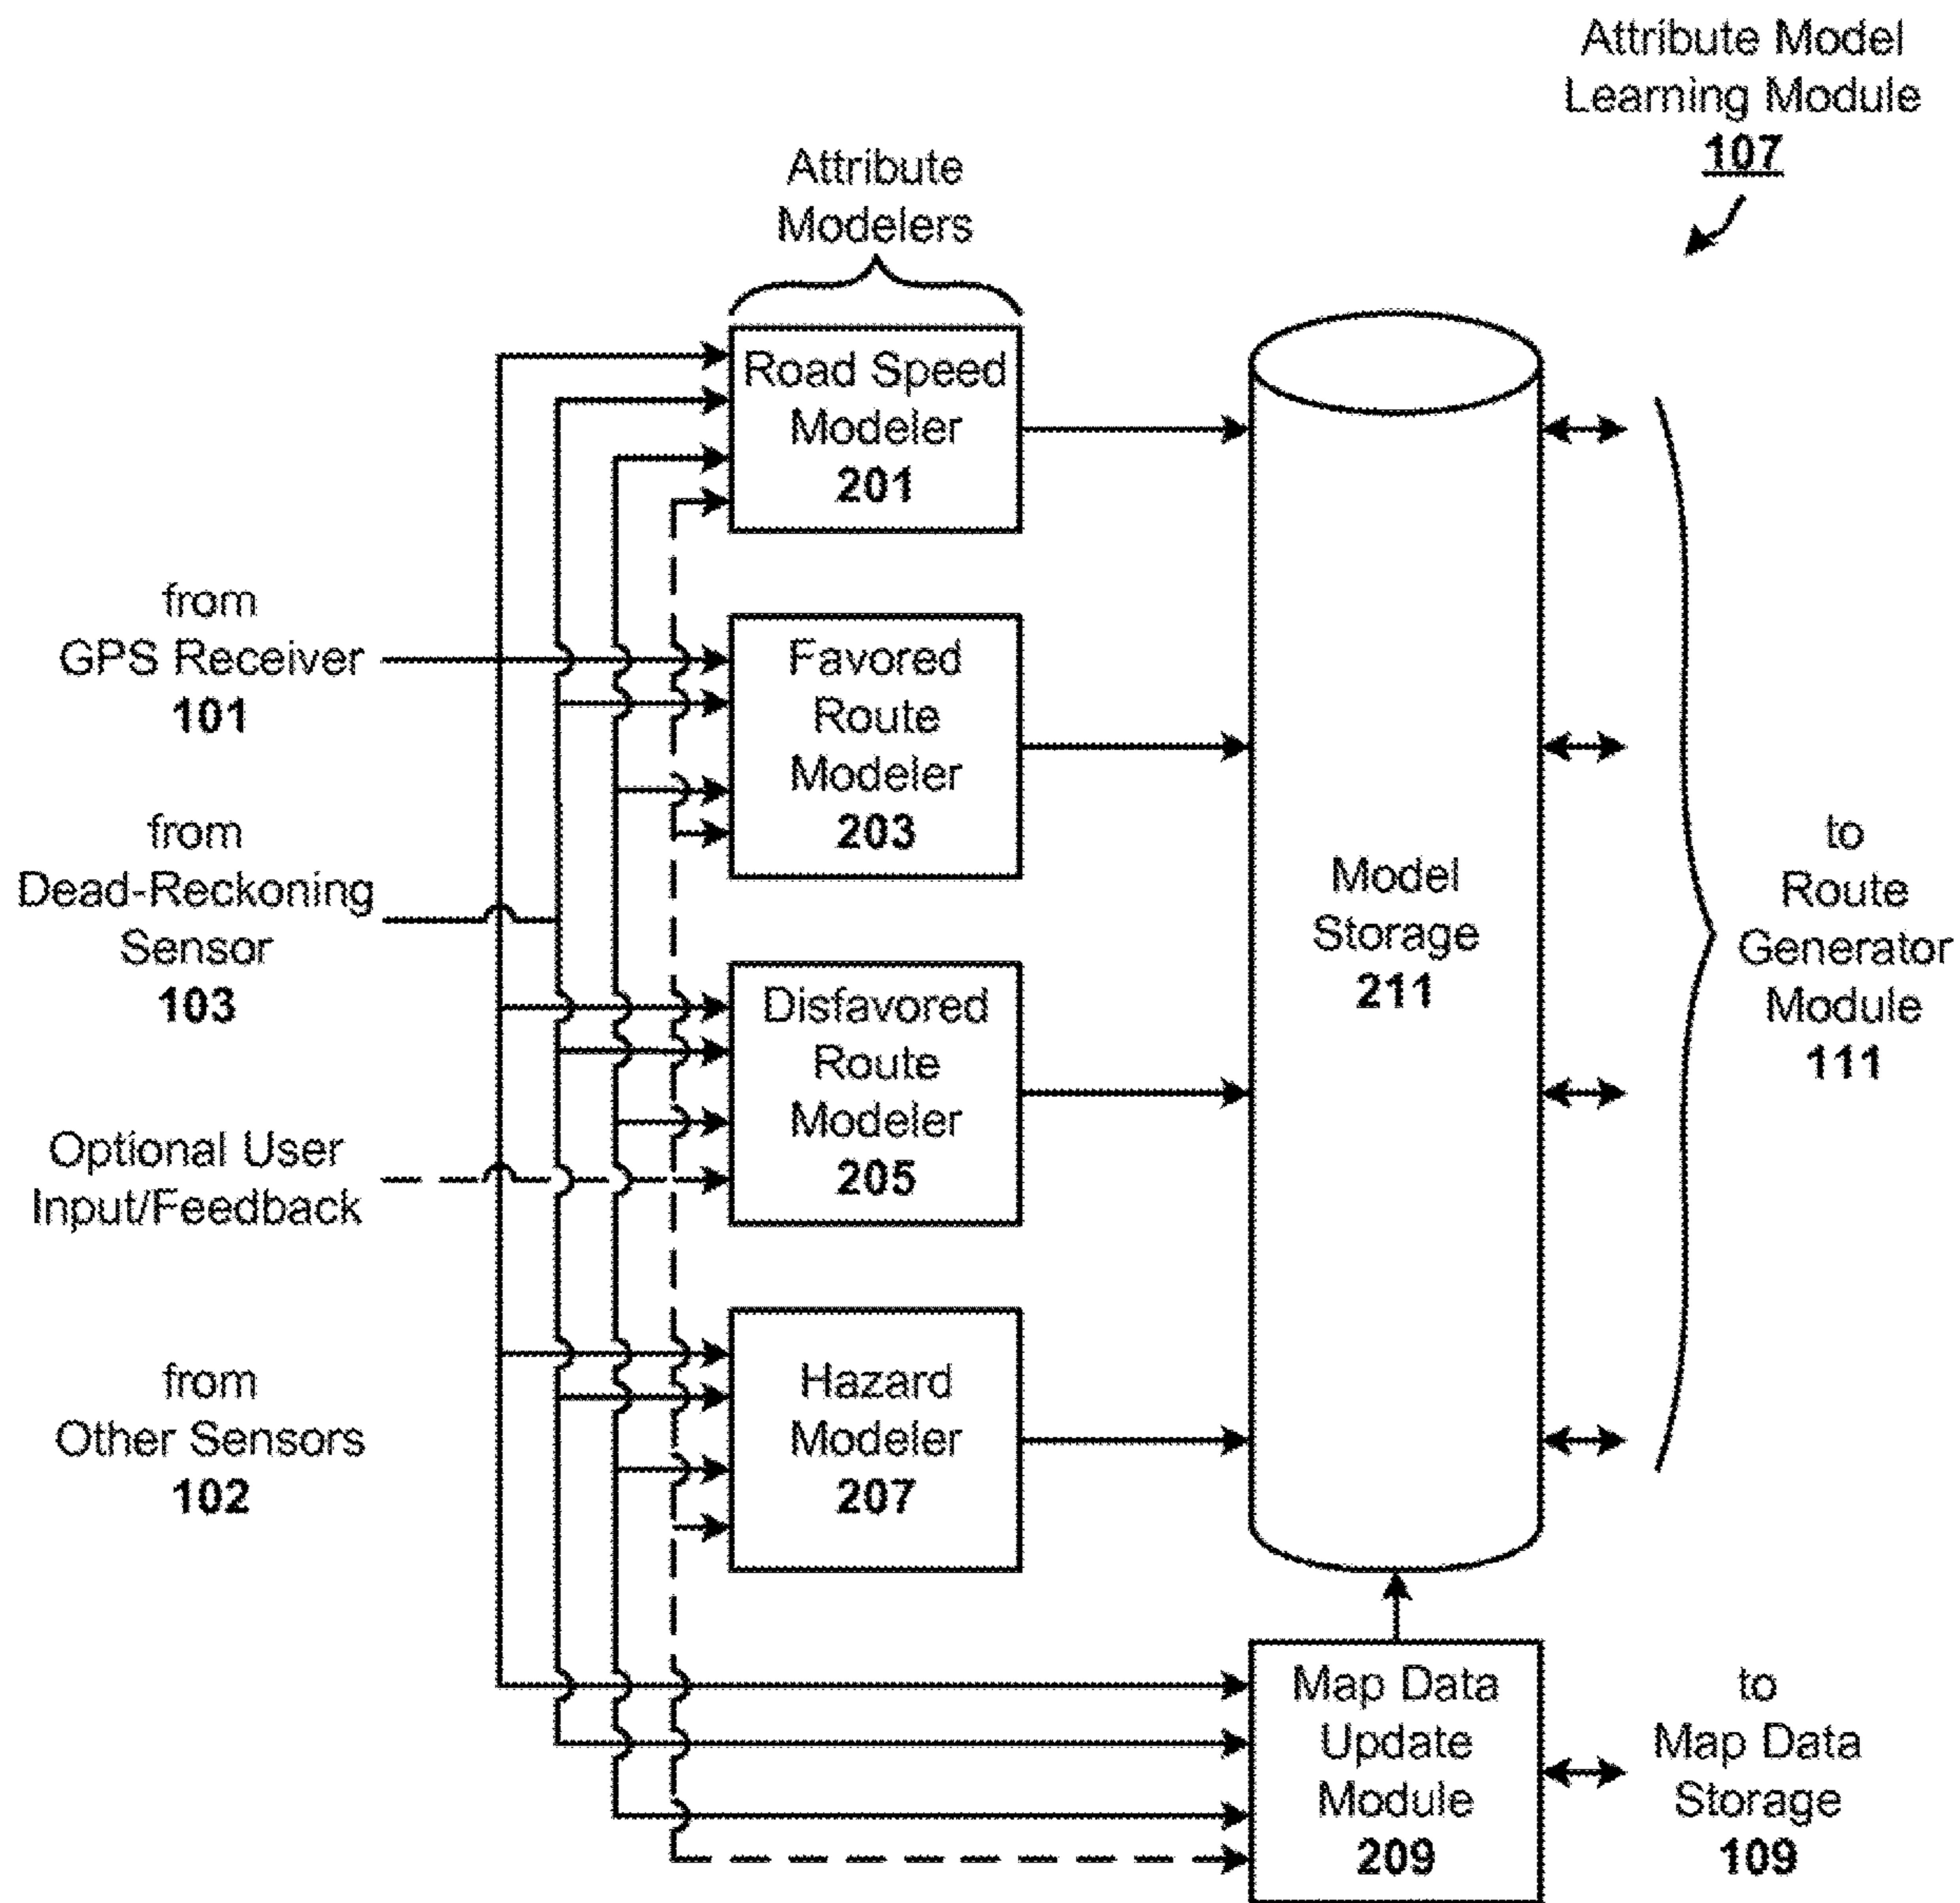 Attribute Model
Learning Module
107
Attribute
Modelers
Road Speed
Modeler
201
from
GPS Receiver
101
Favored
Route
Modeler
203
from
Dead-Reckoning
Sensor
103
Model
Storage
211
to
Route
Generator
Module
111
Disfavored
Route
Modeler
205
Optional User
Input/Feedback
from
Other Sensors
102
Hazard
Modeler
207
Map Data
Update
Module
209
to
Map Data
Storage
109